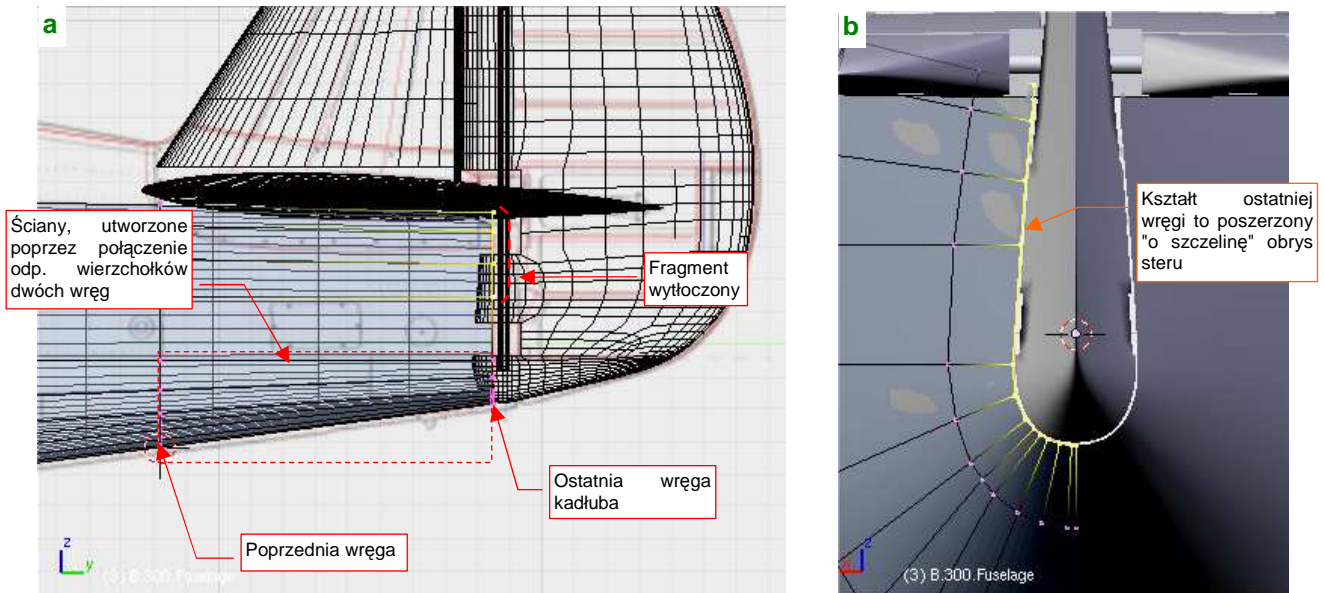 a
Ściany, utworzone
poprzez połączenie
odp. wierzchołków
dwóch wręg
Fragment
wytłoczony
Ostatnia wręga
kadłuba
Poprzednia wręga
z
y
(3) B.300.Fuselage
b
Kształt ostatniej
wręgi to poszerzony
"o szczelinę" obrys
steru
z
x
(3) B.300.Fuselage